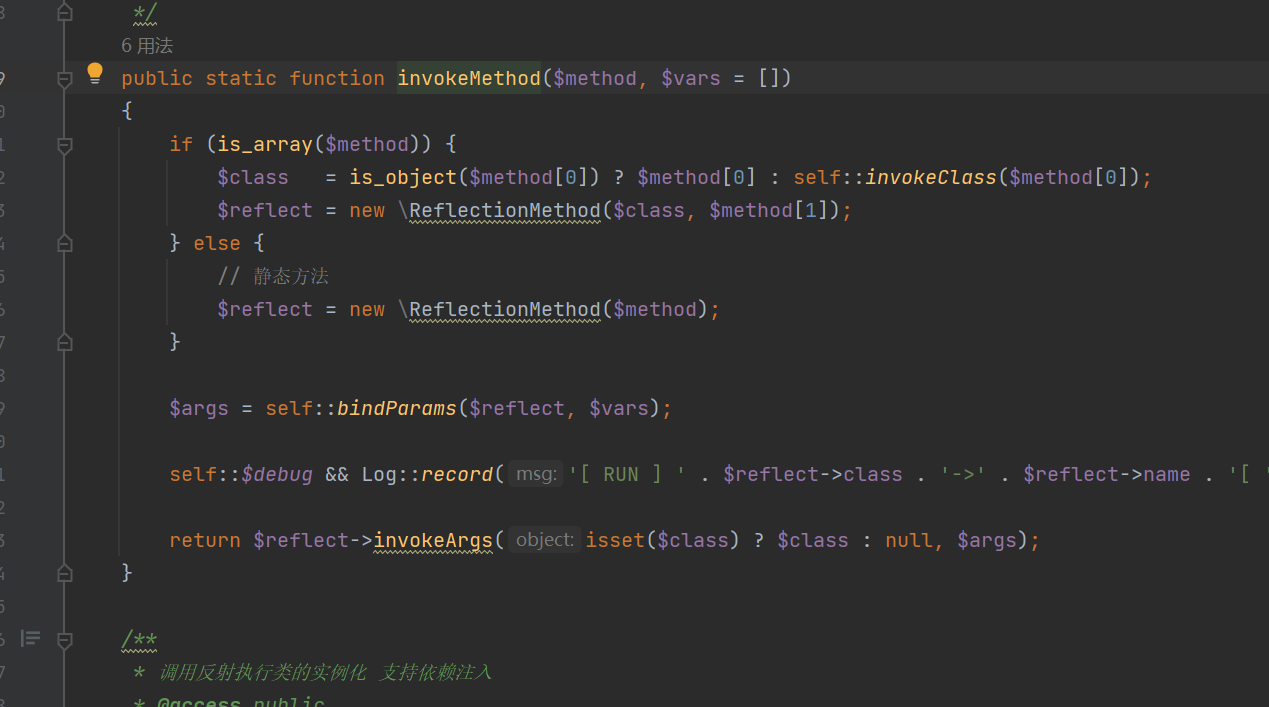 */
6 用法
public static function invokeMethod($method, $vars = [])
{
if (is_array($method)) {
$class   = is_object($method[0]) ? $method[0] : self::invokeClass($method[0]);
$reflect = new \ReflectionMethod($class, $method[1]);
} else {
// 静态方法
$reflect = new \ReflectionMethod($method);
}
$args = self::bindParams($reflect, $vars);
self::$debug && Log::record( msg: '[ RUN ] ' . $reflect->class . '->' . $reflect->name . '[ '
return $reflect->invokeArgs( object: isset($class) ? $class : null, $args);
}
/**
* 调用反射执行类的实例化 支持依赖注入
* @access public